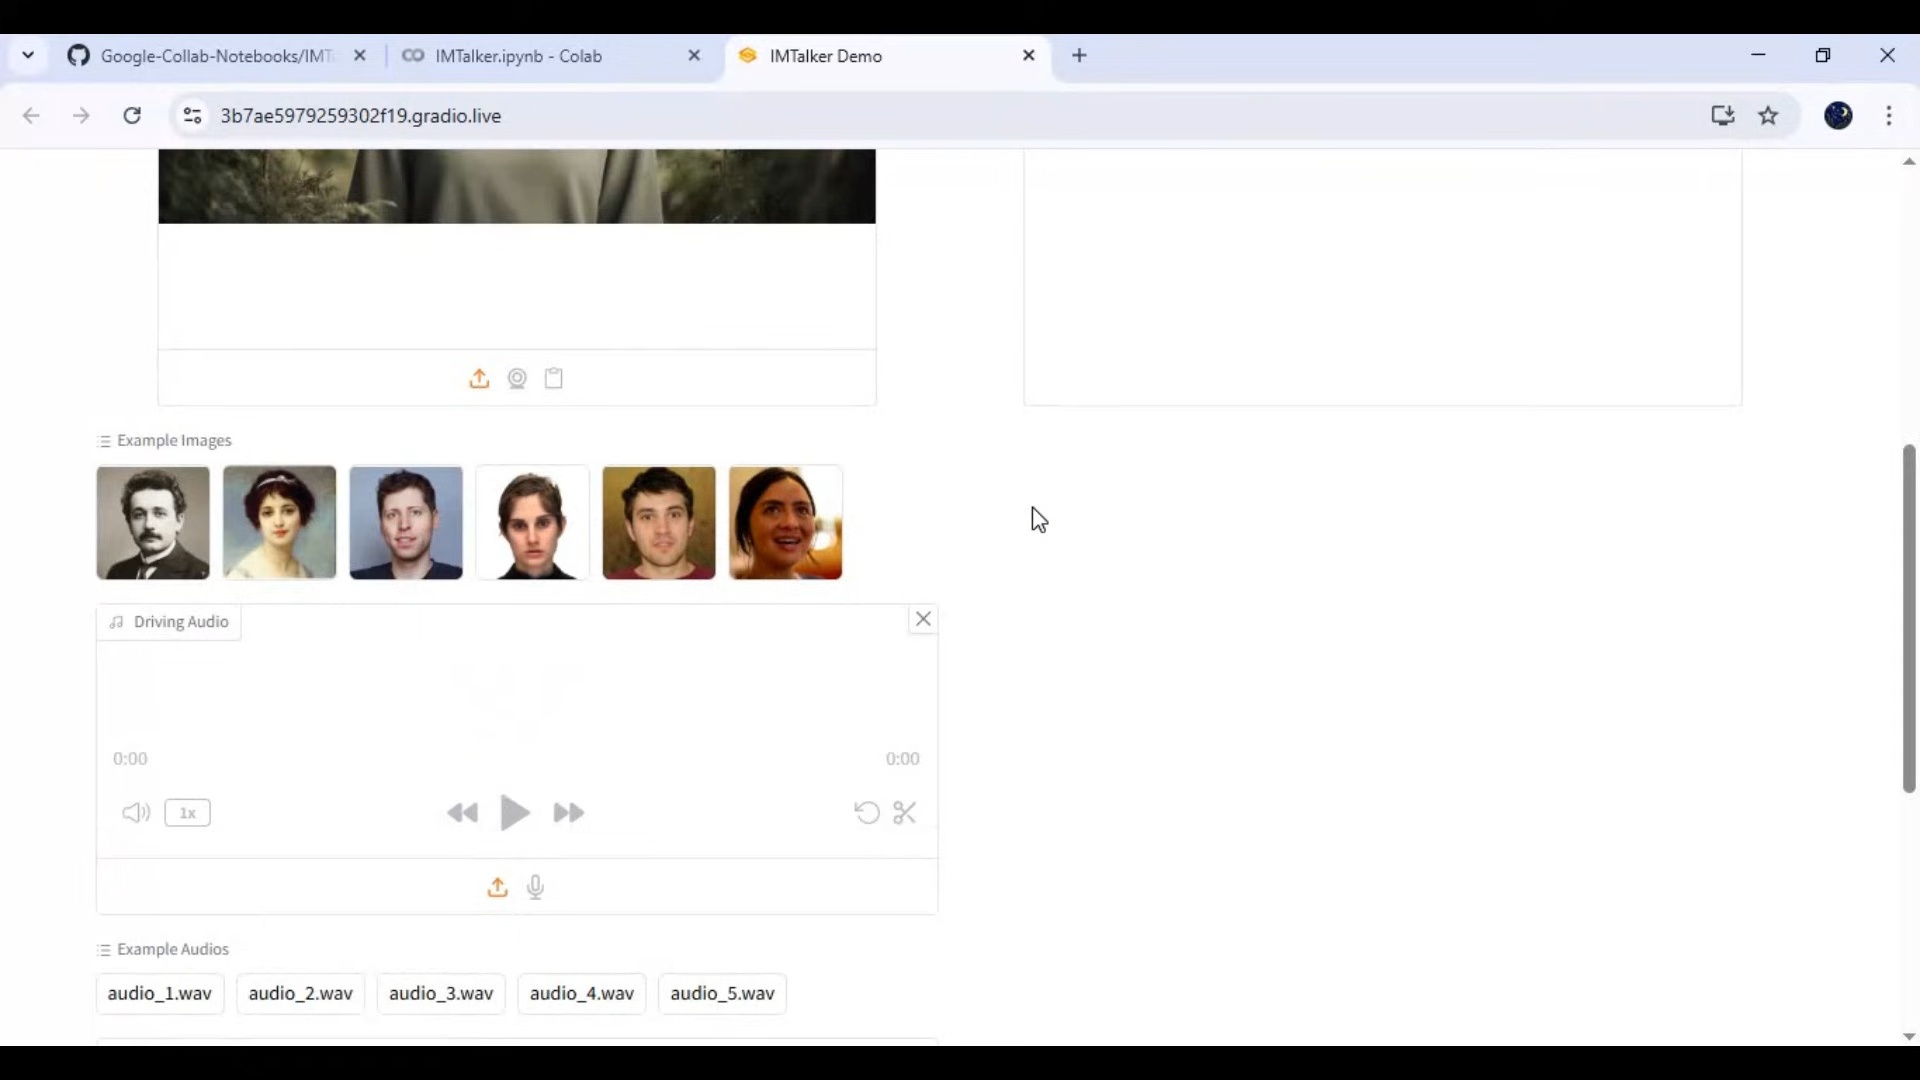 Google-Collab-Notebooks/IMT
IMTalker.ipynb - Colab
IMTalker Demo
3b7ae5979259302f19.gradio.live
Example Images
Driving Audio
0:00
0:00
1x
Example Audios
audio_1.wav
audio_2.wav
audio_3.wav
audio_4.wav
audio_5.wav